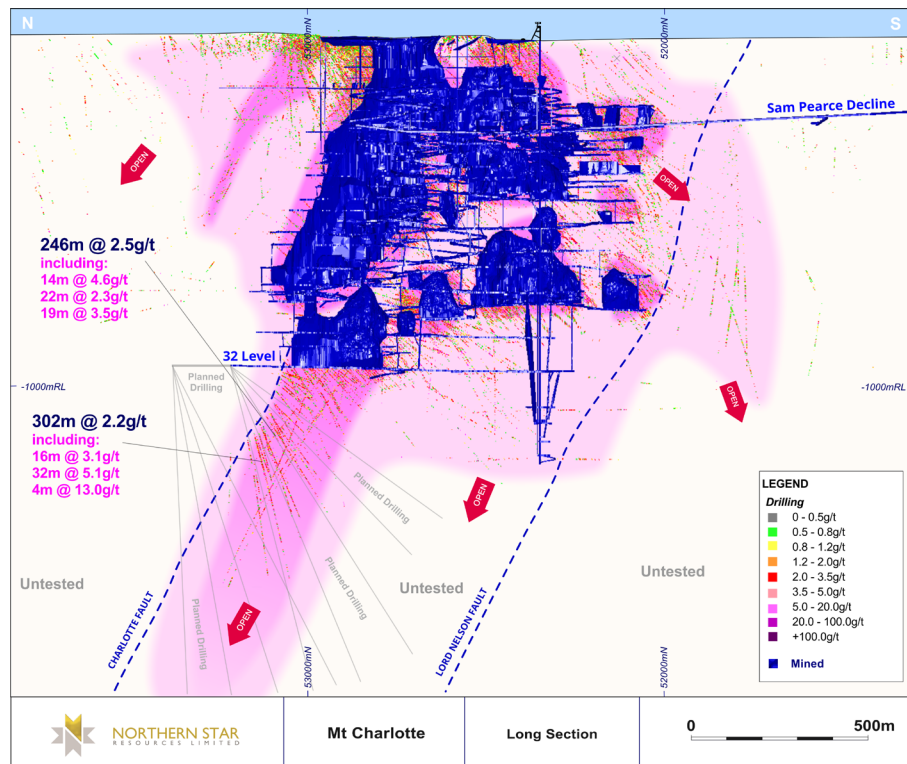 N
53000mN
52000mN
S
Sam Pearce Decline
OPEN
OPEN
246m @ 2.5g/t
including:
14m @ 4.6g/t
22m @ 2.3g/t
19m @ 3.5g/t
32 Level
Planned
Drilling
-1000mRL
-1000mRL
OPEN
302m @ 2.2g/t
including:
16m @ 3.1g/t
32m @ 5.1g/t
4m @ 13.0g/t
OPEN
Planned Drilling
Planned Drilling
Planned Drilling
Untested
Untested
Untested
OPEN
CHARLOTTE FAULT
LORD NELSON FAULT
53000mN
52000mN
LEGEND
Drilling
0 - 0.5g/t
0.5 - 0.8g/t
0.8 - 1.2g/t
1.2 - 2.0g/t
2.0 - 3.5g/t
3.5 - 5.0g/t
5.0 - 20.0g/t
20.0 - 100.0g/t
+100.0g/t
Mined
NORTHERN STAR
RESOURCES LIMITED
Mt Charlotte
Long Section
0
500m